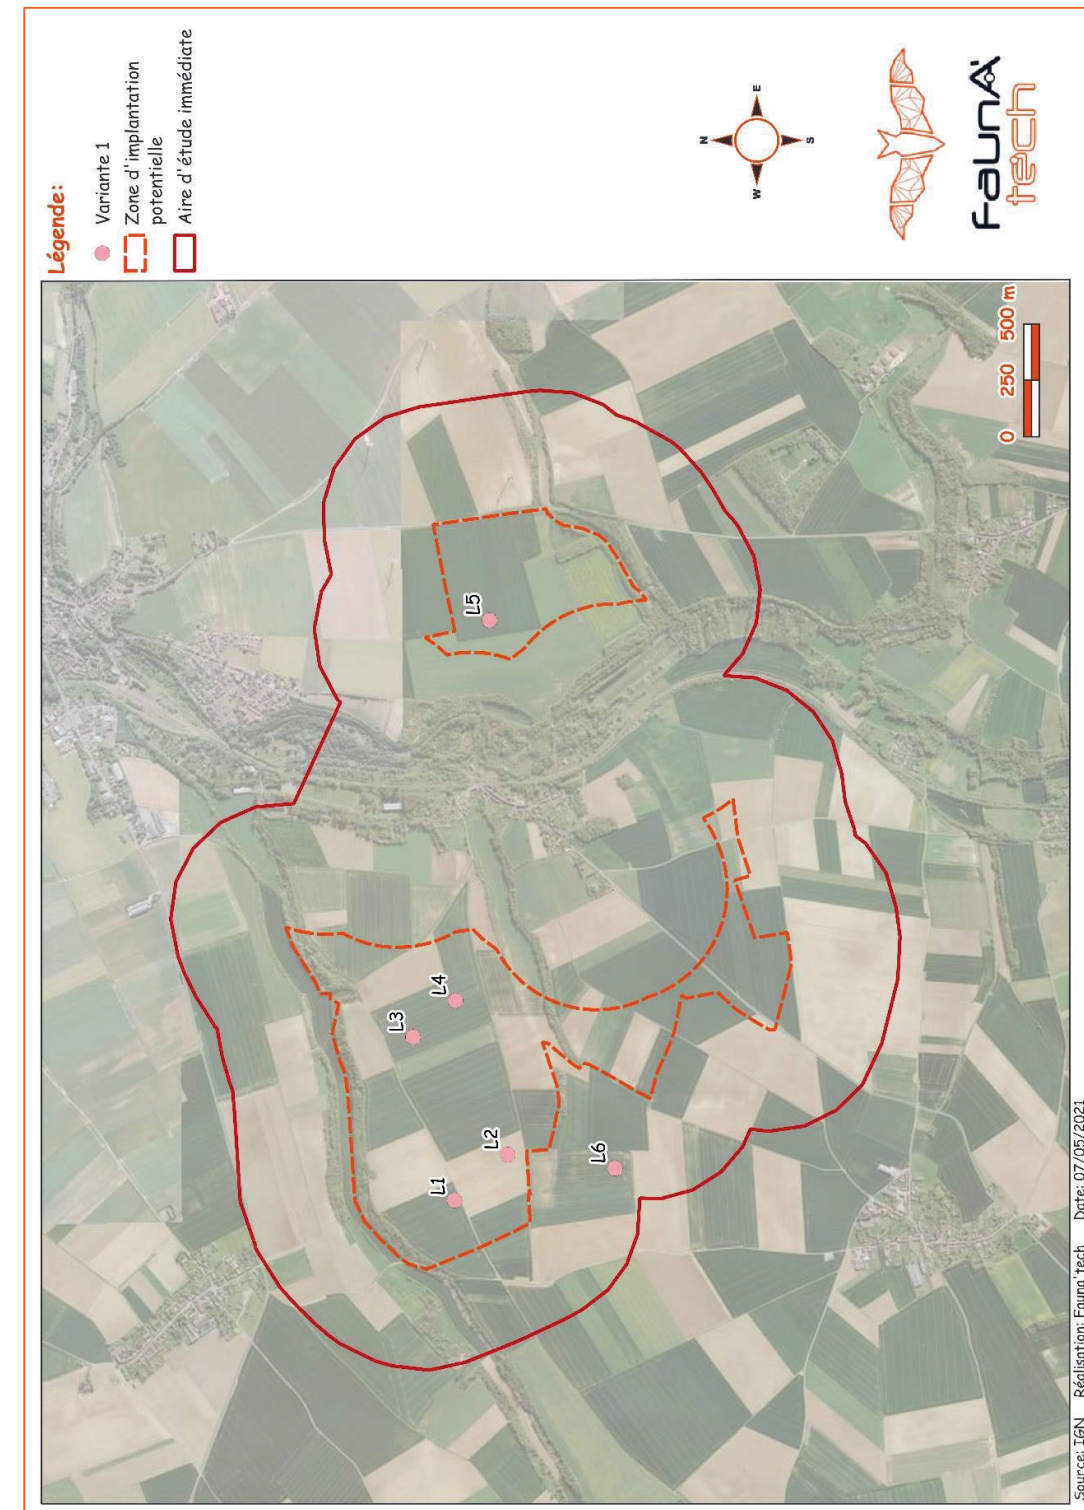 Légende:
Variante 1
Zone d'implantation
potentielle
Aire d'étude immédiate
N
W
E
S
faunA'
tech
L1
L2
L3
L4
L5
L6
0 250 500 m
Source: IGN Réalisation: Fauna'tech Date: 07/05/2021